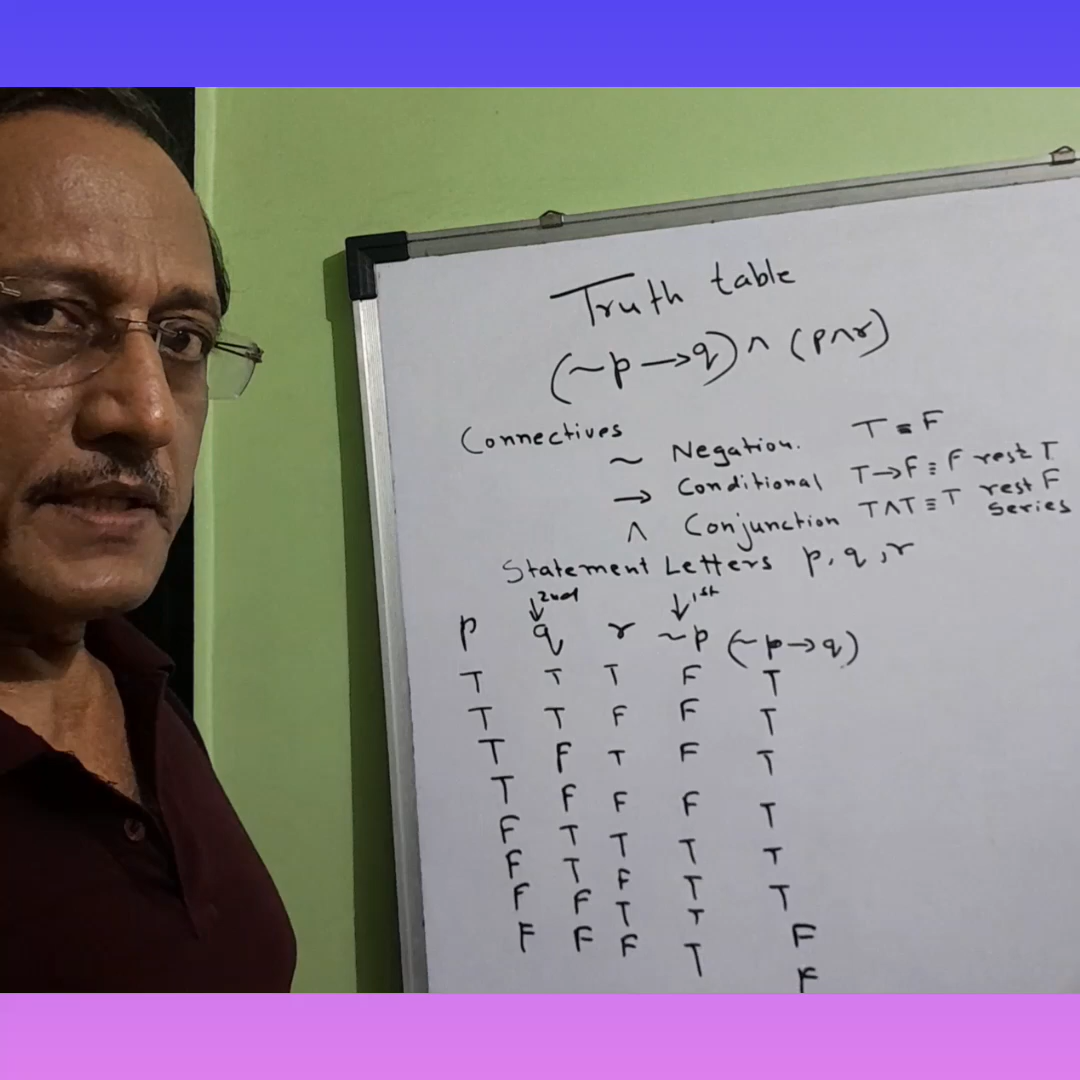 Truth table
(~p→q) ∧ (p∧r)
Connectives
~ Negation. T ≡ F
→ Conditional T→F ≡ F rest T
∧ Conjunction T∧T ≡ T rest F
Series
Statement Letters p, q, r
↓2nd ↓1st
p q r ~p (~p→q)
T T T F T
T T F F T
T F T F T
T F F F T
F T T T T
F T F T T
F F T T F
F F F T F